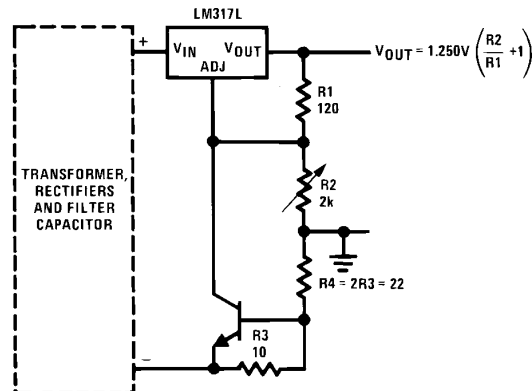 LM317L
+
VIN VOUT
ADJ
VOUT = 1.250V (R2/R1 +1)
R1
120
TRANSFORMER,
RECTIFIERS
AND FILTER
CAPACITOR
R2
2k
R4 = 2R3 = 22
R3
10
−